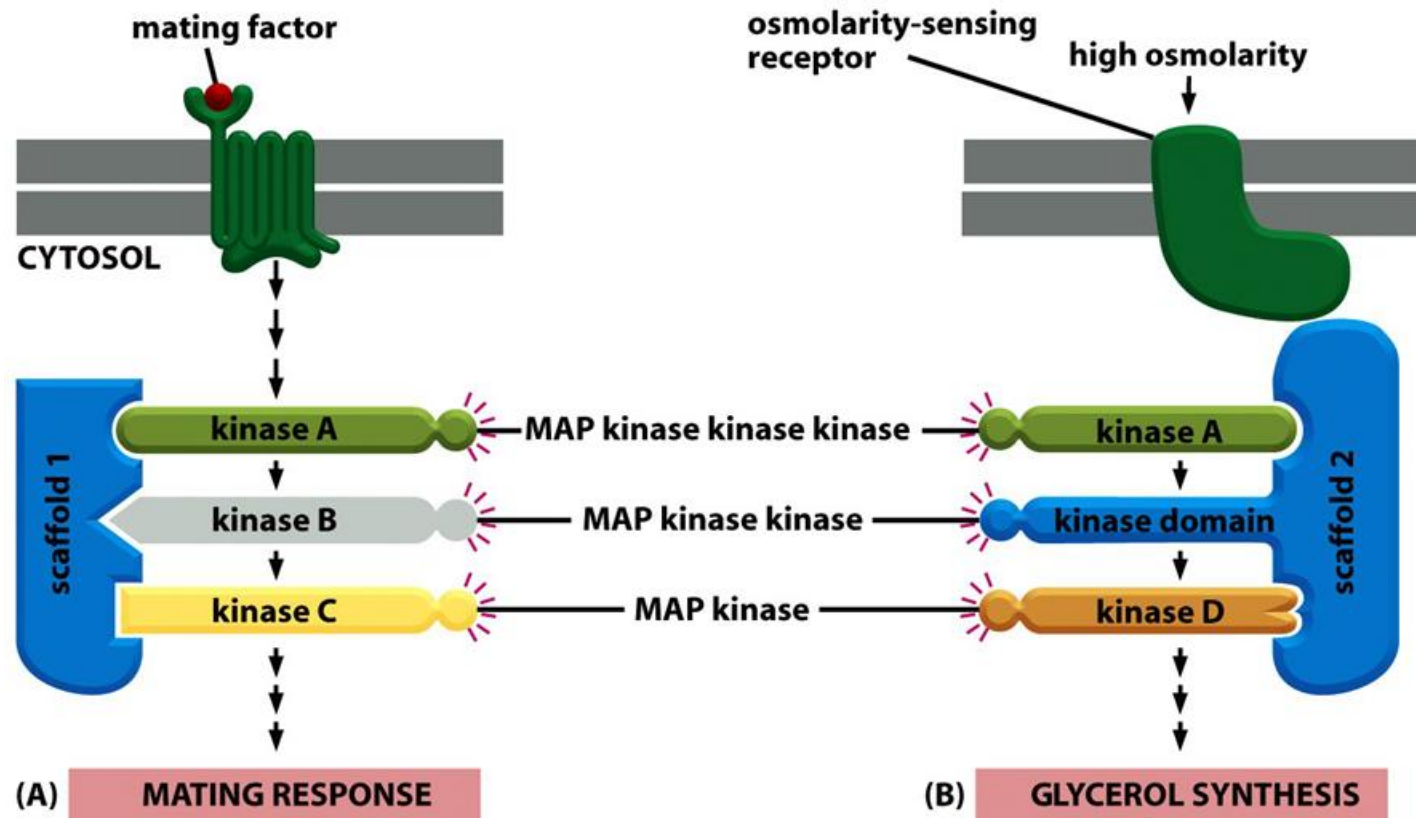 mating factor
osmolarity-sensing
receptor
high osmolarity
CYTOSOL
scaffold 1
kinase A
MAP kinase kinase kinase
kinase A
kinase B
MAP kinase kinase
kinase domain
kinase C
MAP kinase
kinase D
scaffold 2
(A) MATING RESPONSE
(B) GLYCEROL SYNTHESIS